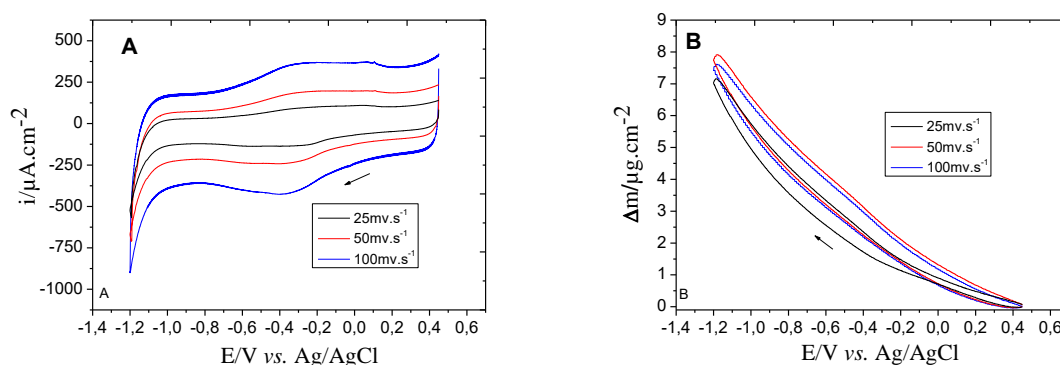 A
500
250
0
-250
-500
-750
-1000
i/µA.cm⁻²
25mv.s⁻¹
50mv.s⁻¹
100mv.s⁻¹
A
-1,4 -1,2 -1,0 -0,8 -0,6 -0,4 -0,2 0,0 0,2 0,4 0,6
E/V vs. Ag/AgCl
B
9
8
7
6
5
4
3
2
1
0
Δm/µg.cm⁻²
25mv.s⁻¹
50mv.s⁻¹
100mv.s⁻¹
B
-1,4 -1,2 -1,0 -0,8 -0,6 -0,4 -0,2 0,0 0,2 0,4 0,6
E/V vs. Ag/AgCl